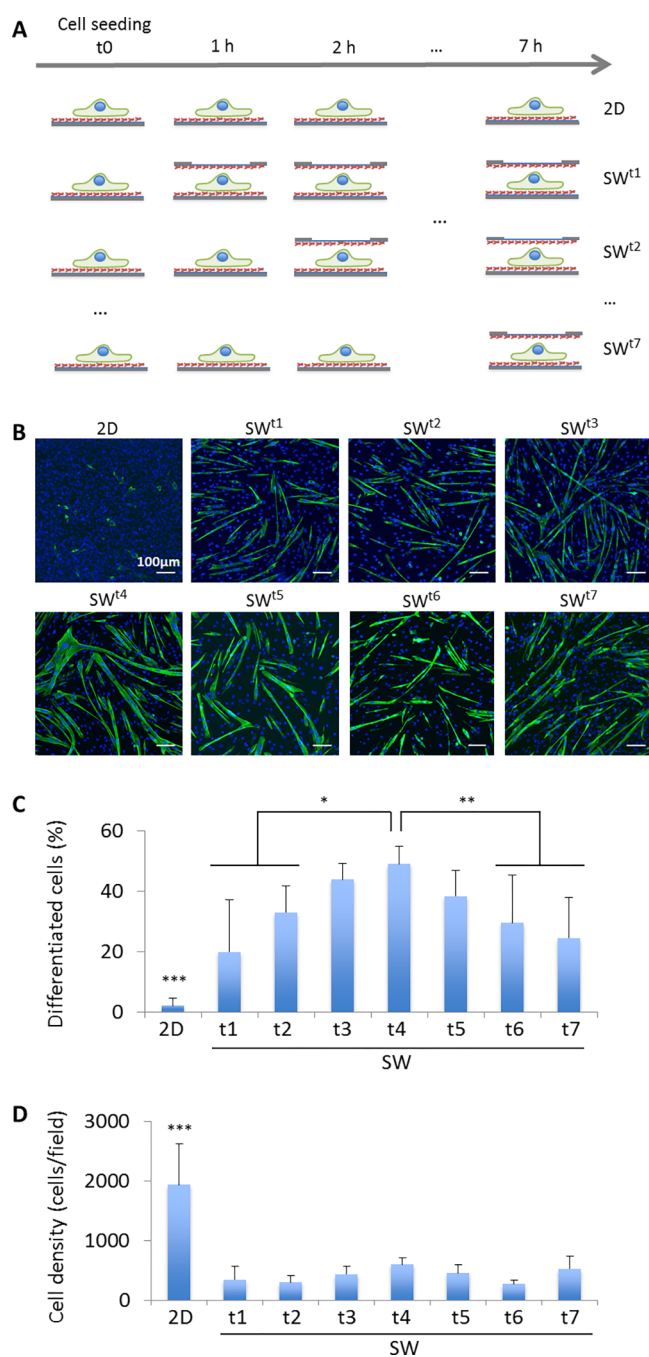 A
Cell seeding
t0 1 h 2 h ... 7 h
2D
SWt1
...
SWt2
... ...
SWt7
B
2D SWt1 SWt2 SWt3
100µm
SWt4 SWt5 SWt6 SWt7
C
* **
Differentiated cells (%)
60
40
20
0
***
2D t1 t2 t3 t4 t5 t6 t7
SW
D
Cell density (cells/field)
3000
2000
1000
0
***
2D t1 t2 t3 t4 t5 t6 t7
SW